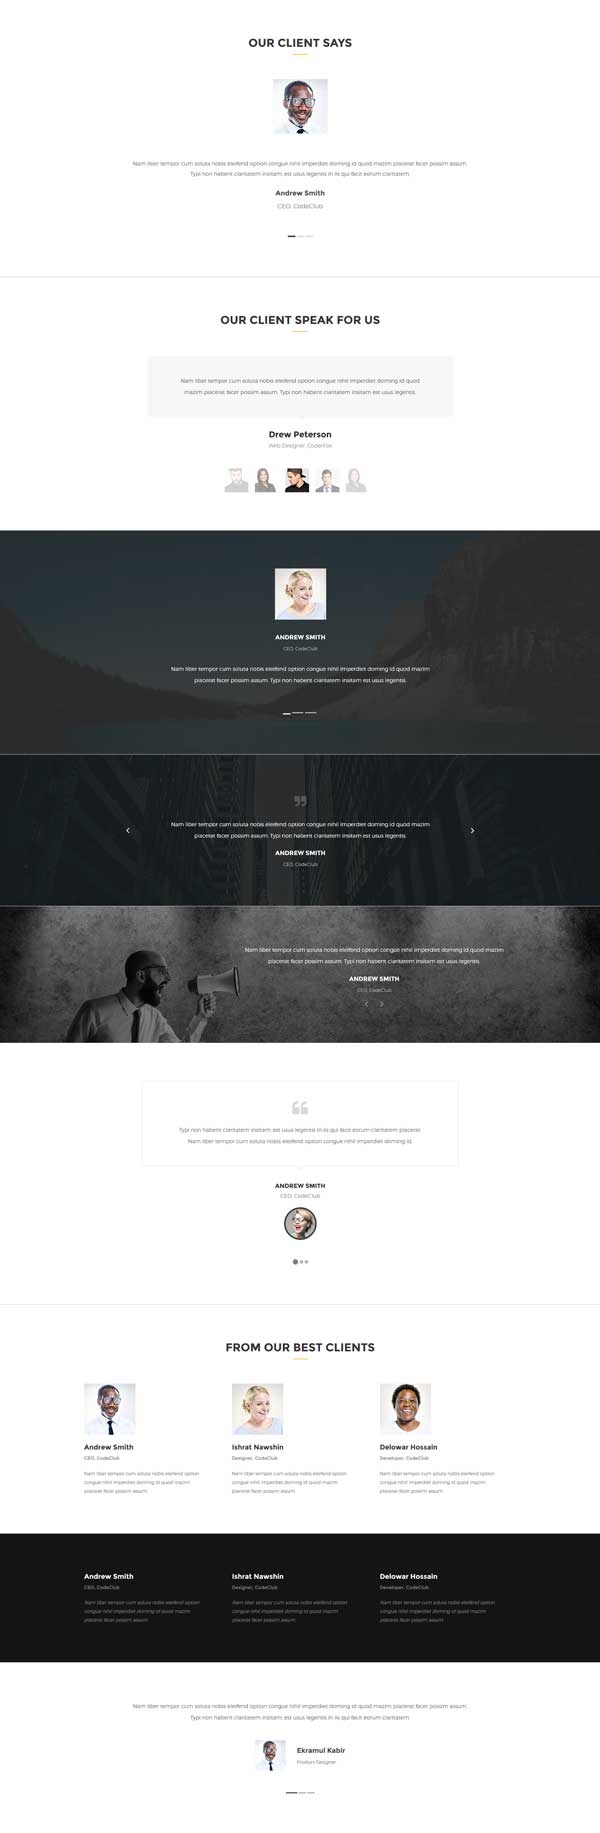 OUR CLIENT SAYS
Nam liber tempor cum soluta nobis eleifend option congue nihil imperdiet doming id quod mazim placerat facer possim assum.
Typi non habent claritatem insitam; est usus legentis in iis qui facit eorum claritatem.
Andrew Smith
CEO, CodeClub
OUR CLIENT SPEAK FOR US
Nam liber tempor cum soluta nobis eleifend option congue nihil imperdiet doming id quod
mazim placerat facer possim assum. Typi non habent claritatem insitam est usus legentis.
Drew Peterson
Web Designer, CoderFox
ANDREW SMITH
CEO, CodeClub
Nam liber tempor cum soluta nobis eleifend option congue nihil imperdiet doming id quod mazim
placerat facer possim assum. Typi non habent claritatem insitam est usus legentis.
Nam liber tempor cum soluta nobis eleifend option congue nihil imperdiet doming id quod mazim
placerat facer possim assum. Typi non habent claritatem insitam est usus legentis.
ANDREW SMITH
CEO, CodeClub
Nam liber tempor cum soluta nobis eleifend option congue nihil imperdiet doming id quod mazim
placerat facer possim assum. Typi non habent claritatem insitam est usus legentis.
ANDREW SMITH
CEO, CodeClub
Typi non habent claritatem insitam; est usus legentis in iis qui facit eorum claritatem placerat.
Nam liber tempor cum soluta nobis eleifend option congue nihil imperdiet doming id.
ANDREW SMITH
CEO, CodeClub
FROM OUR BEST CLIENTS
Andrew Smith
CEO, CodeClub
Nam liber tempor cum soluta nobis eleifend option
congue nihil imperdiet doming id quod mazim
placerat facer possim assum.
Ishrat Nawshin
Designer, CodeClub
Nam liber tempor cum soluta nobis eleifend option
congue nihil imperdiet doming id quod mazim
placerat facer possim assum.
Delowar Hossain
Developer, CodeClub
Nam liber tempor cum soluta nobis eleifend option
congue nihil imperdiet doming id quod mazim
placerat facer possim assum.
Andrew Smith
CEO, CodeClub
Nam liber tempor cum soluta nobis eleifend option
congue nihil imperdiet doming id quod mazim
placerat facer possim assum.
Ishrat Nawshin
Designer, CodeClub
Nam liber tempor cum soluta nobis eleifend option
congue nihil imperdiet doming id quod mazim
placerat facer possim assum.
Delowar Hossain
Developer, CodeClub
Nam liber tempor cum soluta nobis eleifend option
congue nihil imperdiet doming id quod mazim
placerat facer possim assum.
Nam liber tempor cum soluta nobis eleifend option congue nihil imperdiet doming id quod mazim placerat facer possim assum.
Typi non habent claritatem insitam; est usus legentis in iis qui facit eorum claritatem.
Ekramul Kabir
Product Designer